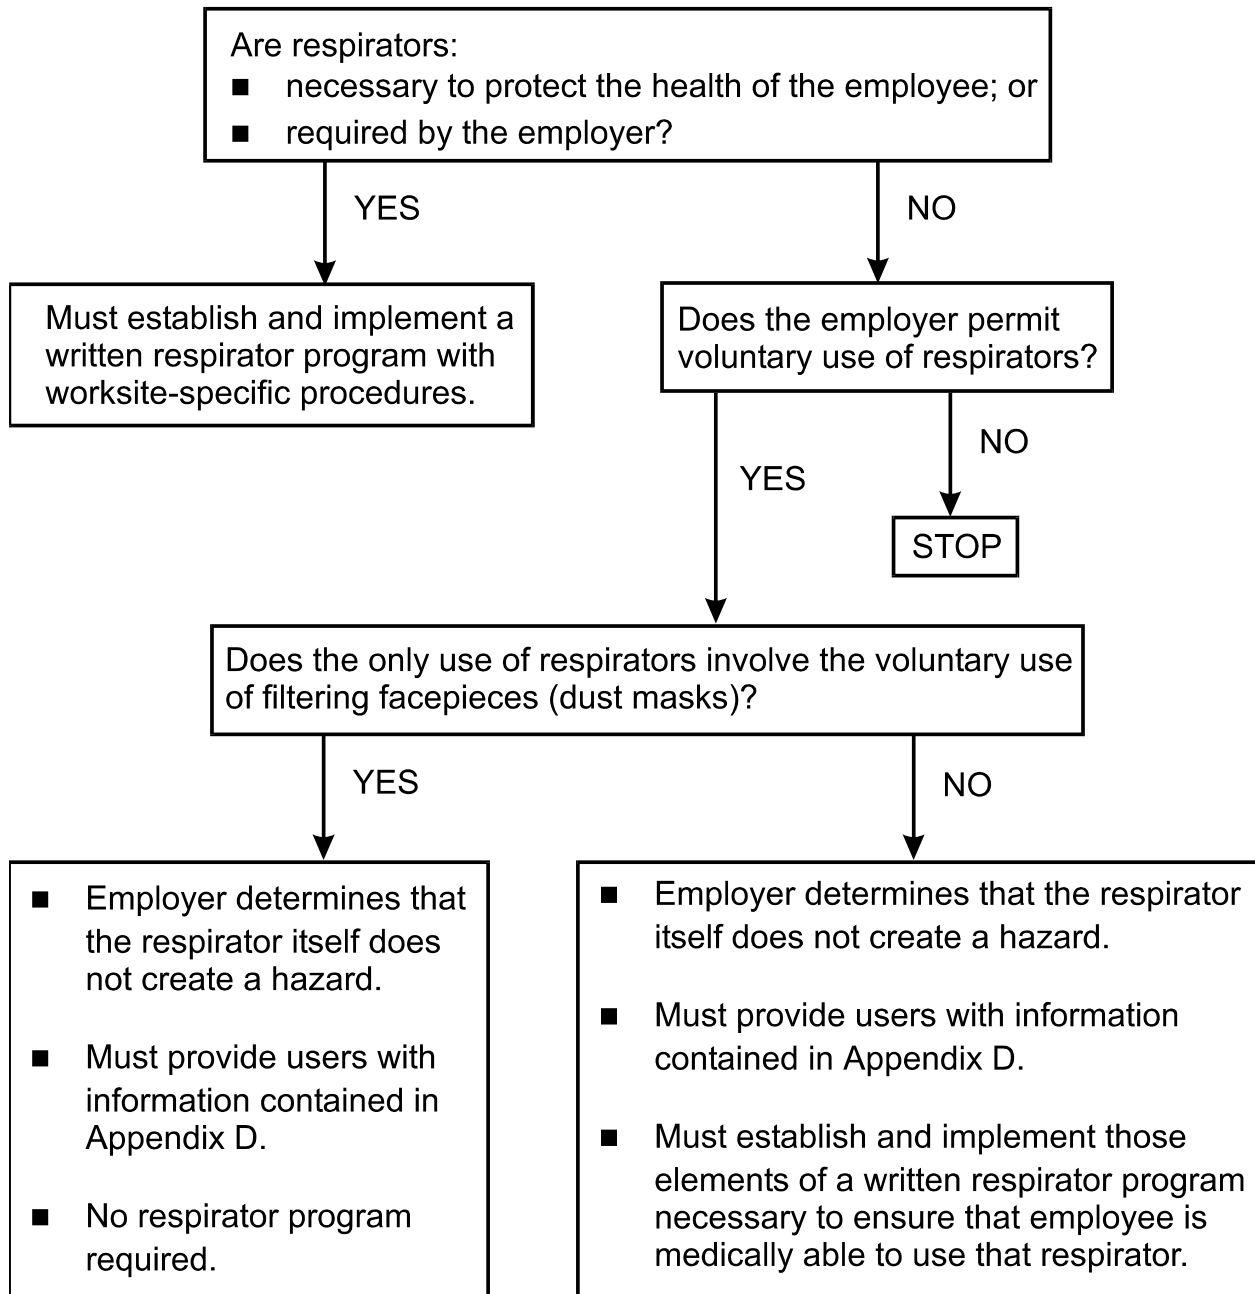 Are respirators:
■ necessary to protect the health of the employee; or
■ required by the employer?
YES
NO
Must establish and implement a
written respirator program with
worksite-specific procedures.
Does the employer permit
voluntary use of respirators?
NO
YES
STOP
Does the only use of respirators involve the voluntary use
of filtering facepieces (dust masks)?
YES
NO
■ Employer determines that
the respirator itself does
not create a hazard.
■ Must provide users with
information contained in
Appendix D.
■ No respirator program
required.
■ Employer determines that the respirator
itself does not create a hazard.
■ Must provide users with information
contained in Appendix D.
■ Must establish and implement those
elements of a written respirator program
necessary to ensure that employee is
medically able to use that respirator.